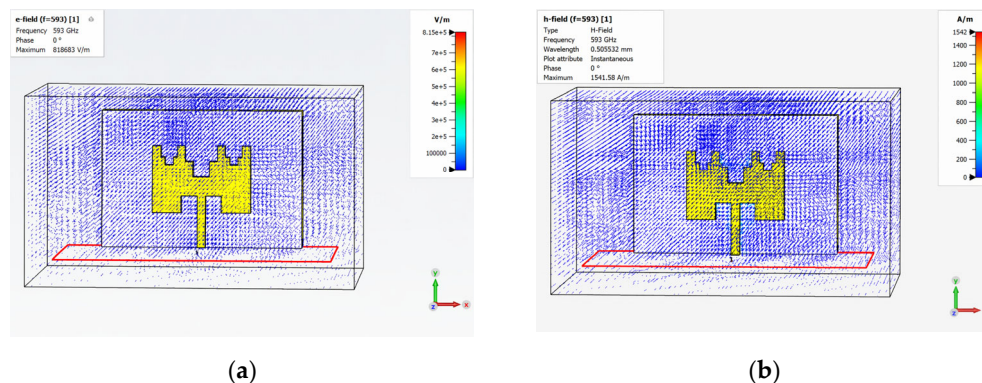 e-field (f=593) [1]
Frequency 593 GHz
Phase 0 °
Maximum 818683 V/m
V/m
8.15e+5
7e+5
6e+5
5e+5
4e+5
3e+5
2e+5
100000
0
y
z
x
h-field (f=593) [1]
Type H-Field
Frequency 593 GHz
Wavelength 0.505532 mm
Plot attribute Instantaneous
Phase 0 °
Maximum 1541.58 A/m
A/m
1542
1400
1200
1000
800
600
400
200
0
1
y
z
(a)
(b)